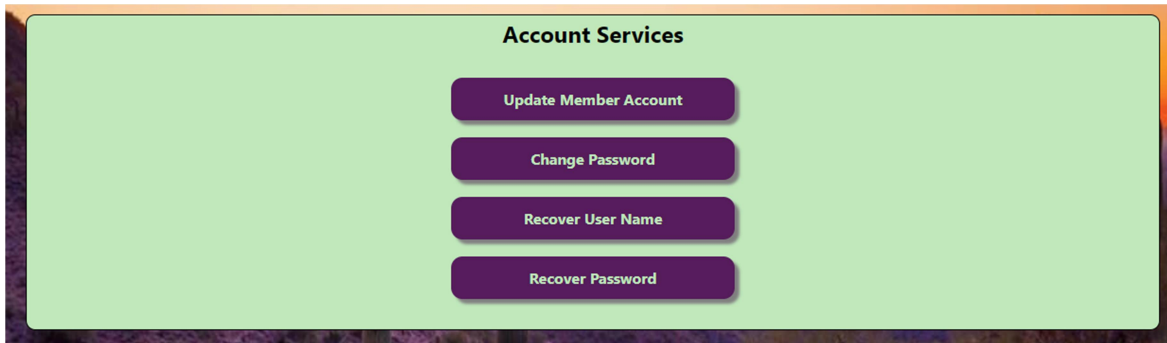 Account Services
Update Member Account
Change Password
Recover User Name
Recover Password